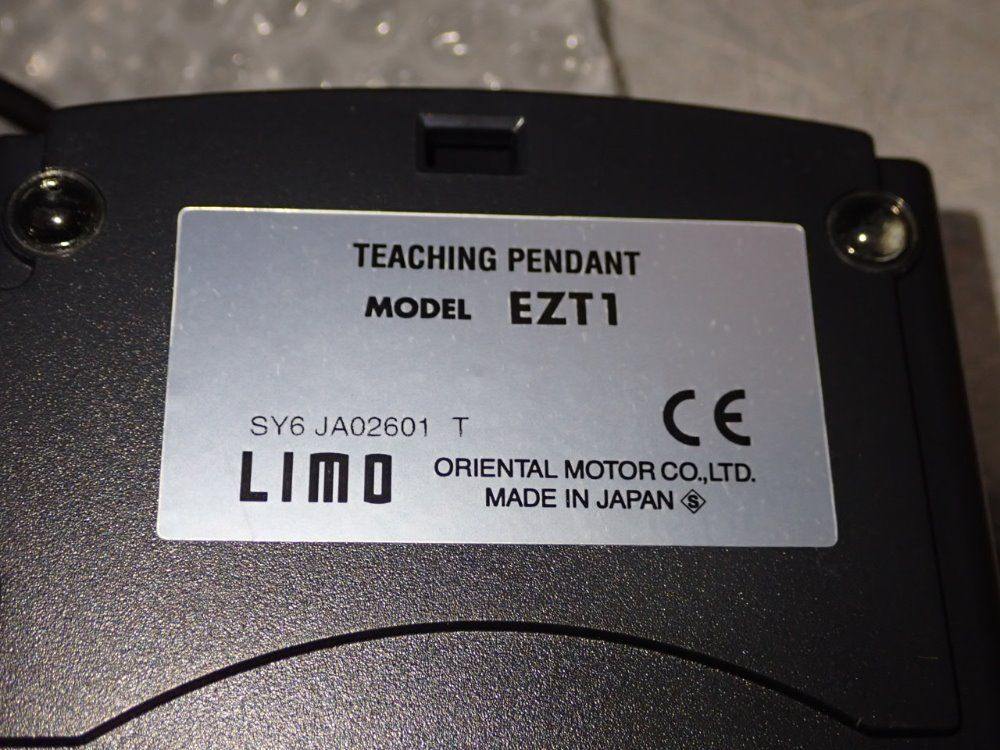 TEACHING PENDANT
MODEL EZT1
SY6 JA02601 T
LIMO
ORIENTAL MOTOR CO.,LTD.
MADE IN JAPAN S
CE